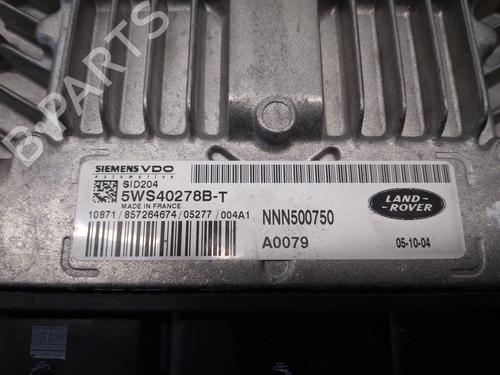 B-PARTS
SIEMENS VDO
Automotive
SID204
5WS40278B-T
MADE IN FRANCE
10871 / 857264674 / 05277 / 004A1
NNN500750
A0079
LAND-
-ROVER
05-10-04